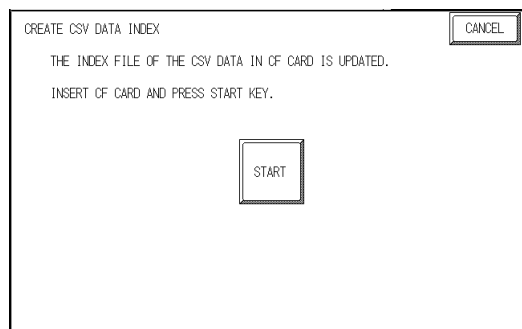 CREATE CSV DATA INDEX
CANCEL
THE INDEX FILE OF THE CSV DATA IN CF CARD IS UPDATED.
INSERT CF CARD AND PRESS START KEY.
START